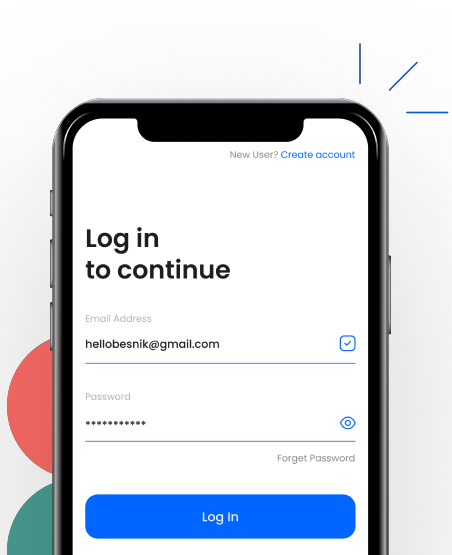 New User? Create account
Log in
to continue
Email Address
hellobesnik@gmail.com
Password
***********
Forget Password
Log In